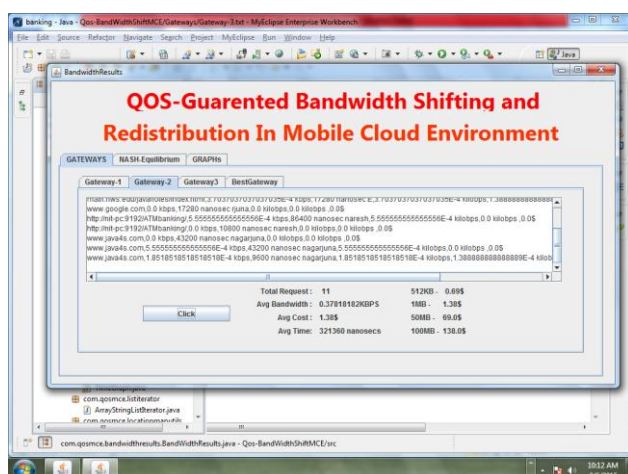 banking - Java - Qos-BandWidthShiftMCE/Gateways/Gateway-3.txt - MyEclipse Enterprise Workbench
File Edit Source Refactor Navigate Search Project MyEclipse Run Window Help
Java
BandwidthResults
QOS-Guarented Bandwidth Shifting and
Redistribution In Mobile Cloud Environment
GATEWAYS NASH-Equilibrium GRAPHs
Gateway-1 Gateway-2 Gateway3 BestGateway
www.google.com,0.0 kilobps,17280 nanosec rjuna,0.0 kilobps,0.0 kilobps ,0.0$
http://nit-pc:9192/ATMbanking/,5.555555555555556E-4 kbps,86400 nanosec naresh,5.555555555555556E-4 kilobps,0.0 kilobps ,0.0$
http://nit-pc:9192/ATMbanking/,0.0 kbps,10800 nanosec naresh,0.0 kilobps,0.0 kilobps ,0.0$
www.java4s.com,0.0 kbps,43200 nanosec nagarjuna,0.0 kilobps,0.0 kilobps ,0.0$
www.java4s.com,5.555555555555556E-4 kbps,43200 nanosec nagarjuna,5.555555555555556E-4 kilobps,0.0 kilobps ,0.0$
www.java4s.com,1.8518518518518518E-4 kbps,9600 nanosec nagarjuna,1.8518518518518518E-4 kilobps,1.388888888888889E-4 kilob
Total Request : 11 512KB - 0.69$
Avg Bandwidth : 0.37818182KBPS 1MB - 1.38$
Click
Avg Cost : 1.38$ 50MB - 69.0$
Avg Time: 321360 nanosecs 100MB - 138.0$
com.qosmce.listiterator
ArrayStringListIterator.java
com.qosmce.locationmaputils
com.qosmce.bandwidthresults.BandWidthResults.java - Qos-BandWidthShiftMCE/src
10:12 AM